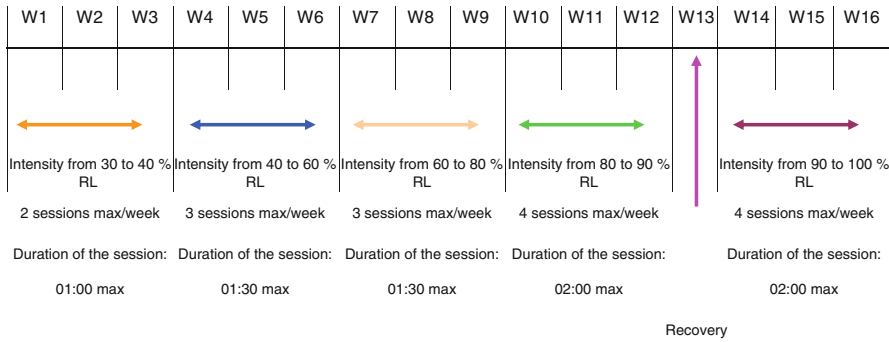 W1 W2 W3 W4 W5 W6 W7 W8 W9 W10 W11 W12 W13 W14 W15 W16
Intensity from 30 to 40 % Intensity from 40 to 60 % Intensity from 60 to 80 % Intensity from 80 to 90 % Intensity from 90 to 100 %
RL RL RL RL RL
2 sessions max/week 3 sessions max/week 3 sessions max/week 4 sessions max/week 4 sessions max/week
Duration of the session: Duration of the session: Duration of the session: Duration of the session: Duration of the session:
01:00 max 01:30 max 01:30 max 02:00 max 02:00 max
Recovery